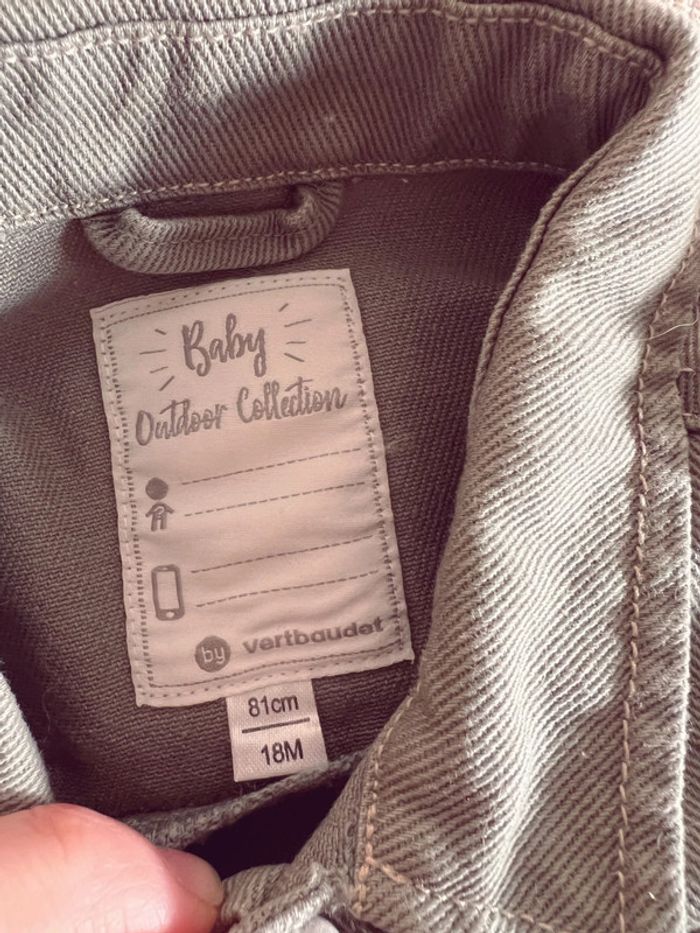 Baby
Outdoor Collection
by vertbaudet
81cm
18M